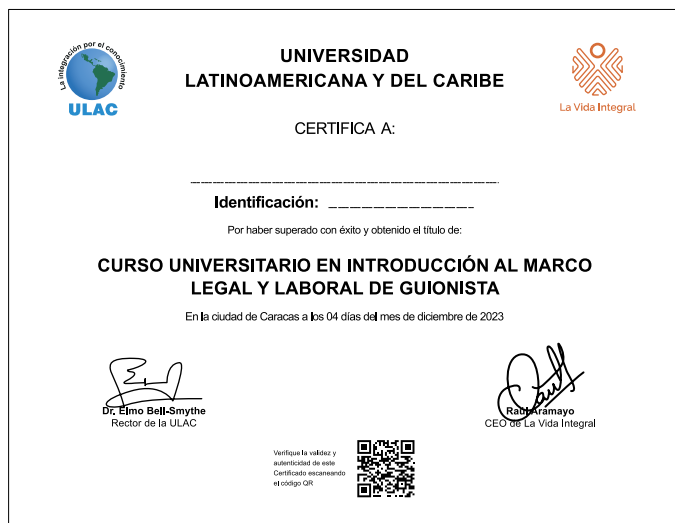 La integración por el conocimiento
ULAC
UNIVERSIDAD
LATINOAMERICANA Y DEL CARIBE
La Vida Integral
CERTIFICA A:
Identificación:
Por haber superado con éxito y obtenido el título de:
CURSO UNIVERSITARIO EN INTRODUCCIÓN AL MARCO
LEGAL Y LABORAL DE GUIONISTA
En la ciudad de Caracas a los 04 días del mes de diciembre de 2023
Dr. Elmo Bell-Smythe
Rector de la ULAC
Raúl Aramayo
CEO de La Vida Integral
Verifique la validez y
autenticidad de este
Certificado escaneando
el código QR